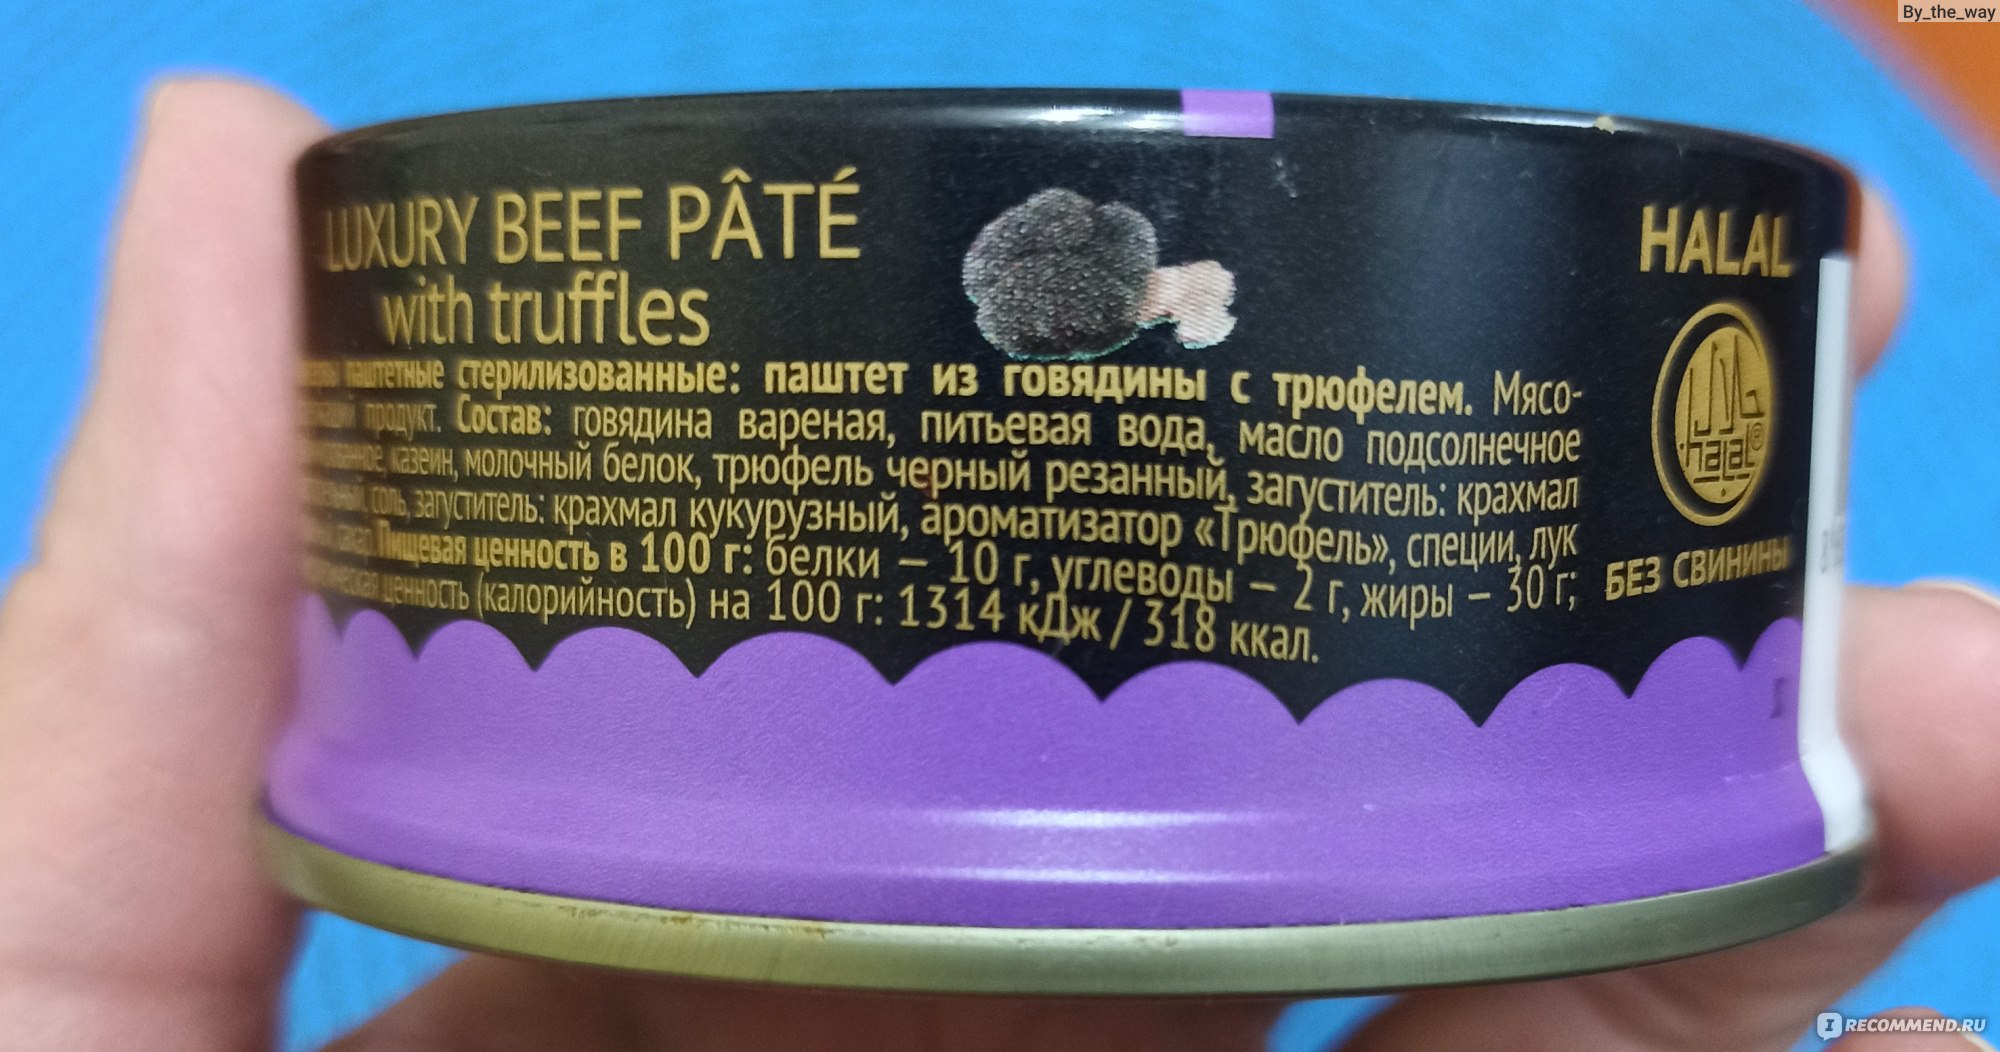 By_the_way
LUXURY BEEF PÂTÉ
with truffles
HALAL
Halal®
БЕЗ СВИНИНЫ
паштетные стерилизованные: паштет из говядины с трюфелем. Мясо-
продукт. Состав: говядина вареная, питьевая вода, масло подсолнечное
казеин, молочный белок, трюфель черный резанный, загуститель: крахмал
соль, загуститель: крахмал кукурузный, ароматизатор «Трюфель», специи, лук
сахар. Пищевая ценность в 100 г: белки – 10 г, углеводы – 2 г, жиры – 30 г;
ценность (калорийность) на 100 г: 1314 кДж / 318 ккал.
IRECOMMEND.RU